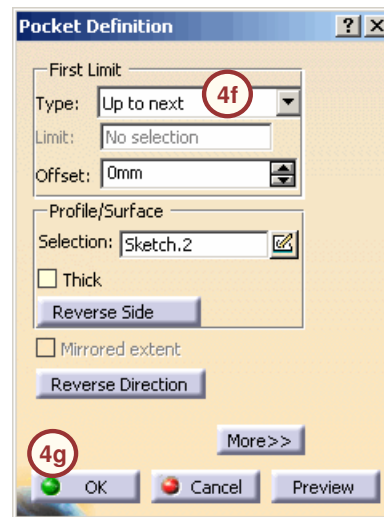 Pocket Definition ? X
First Limit
Type: Up to next 4f
Limit: No selection
Offset: 0mm
Profile/Surface
Selection: Sketch.2
Thick
Reverse Side
Mirrored extent
Reverse Direction
More>>
4g
OK Cancel Preview